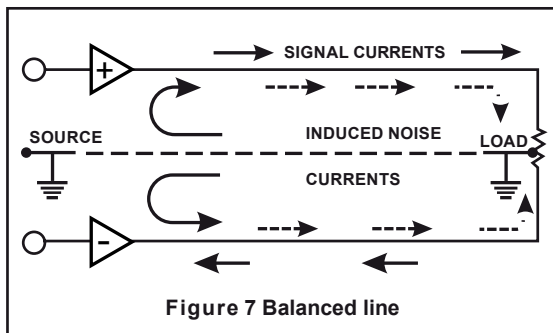 SIGNAL CURRENTS
+
SOURCE
INDUCED NOISE
LOAD
CURRENTS
-
Figure 7 Balanced line